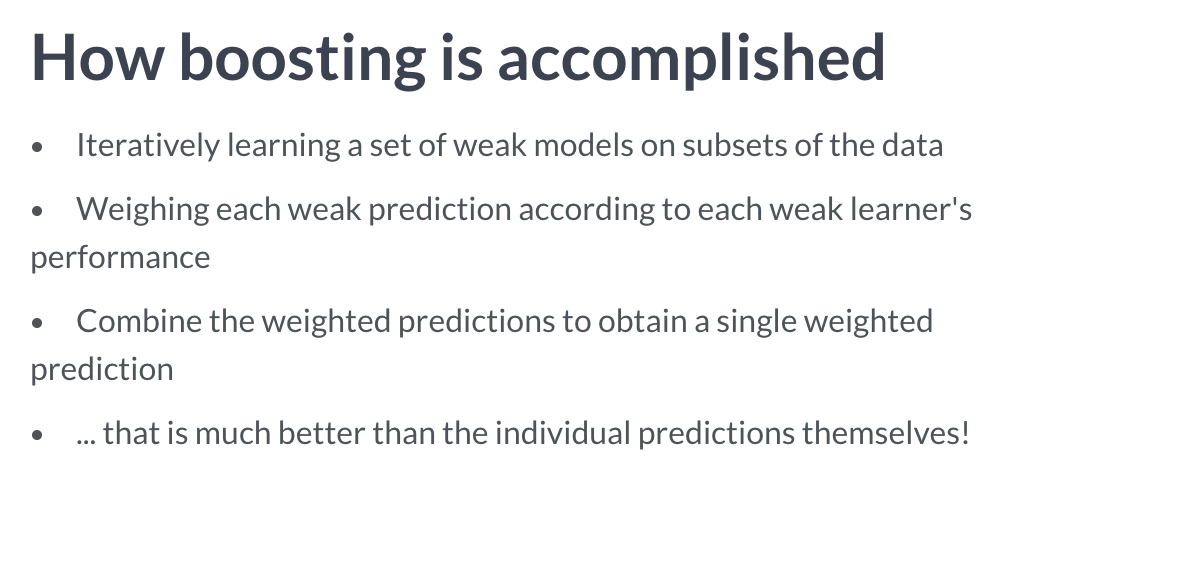 How boosting is accomplished
• Iteratively learning a set of weak models on subsets of the data
• Weighing each weak prediction according to each weak learner's
performance
• Combine the weighted predictions to obtain a single weighted
prediction
• ... that is much better than the individual predictions themselves!